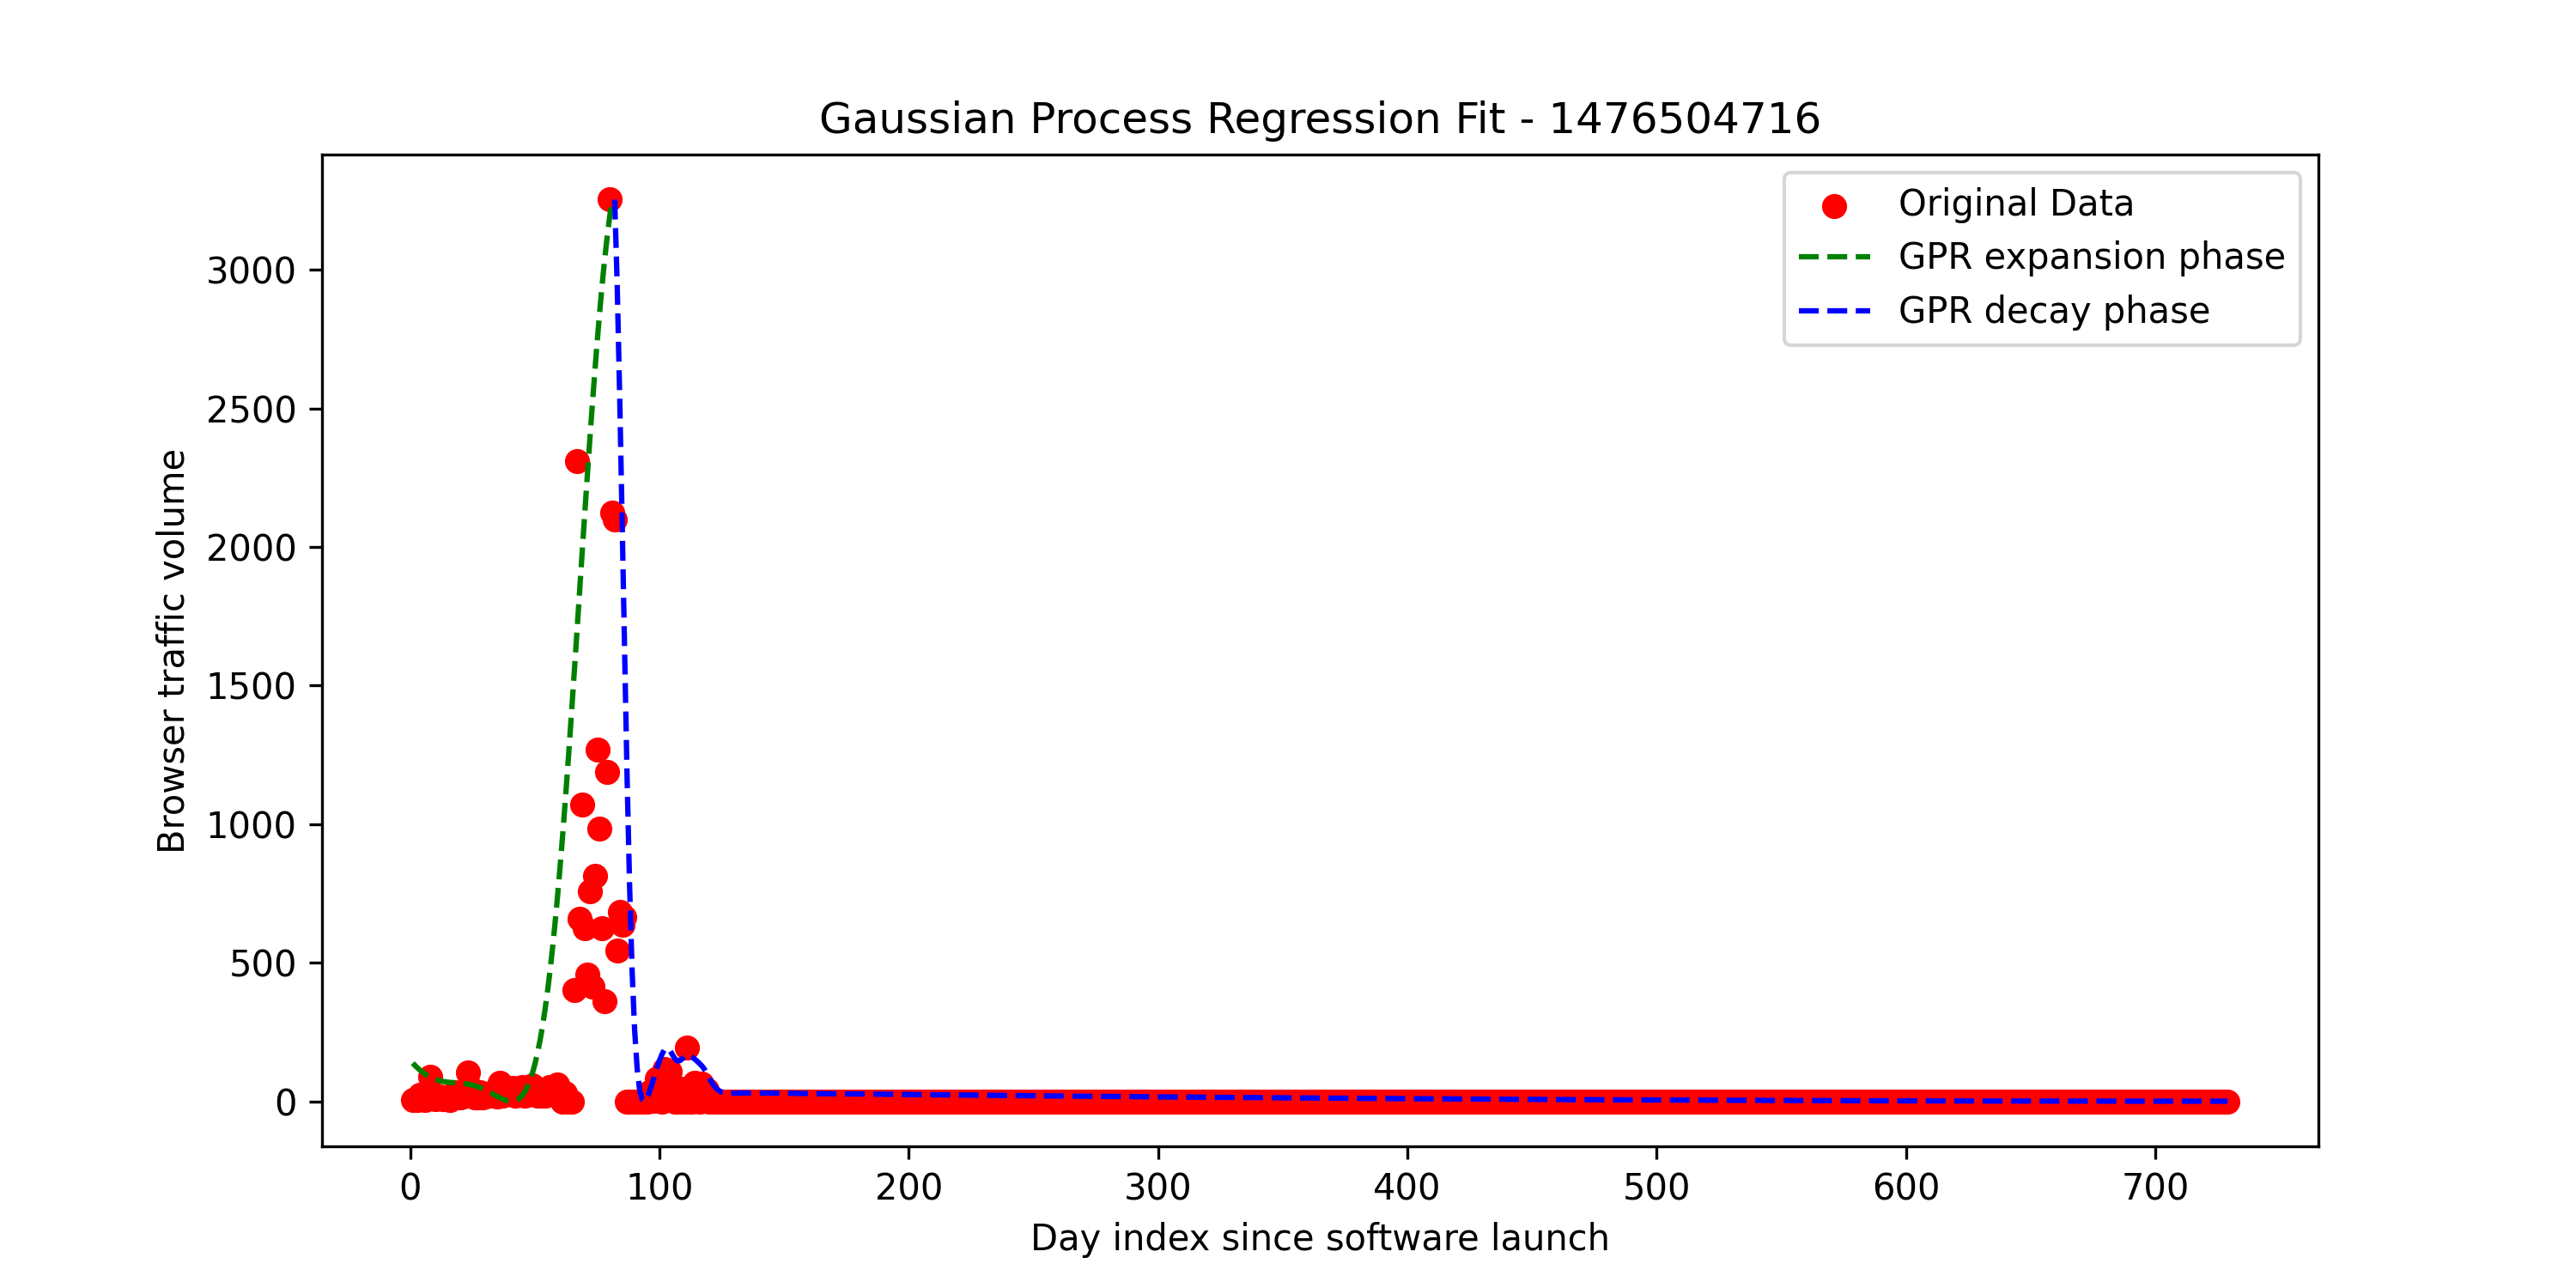 Gaussian Process Regression Fit - 1476504716
Original Data
GPR expansion phase
GPR decay phase
Browser traffic volume
3000
2500
2000
1500
1000
500
0
0 100 200 300 400 500 600 700
Day index since software launch